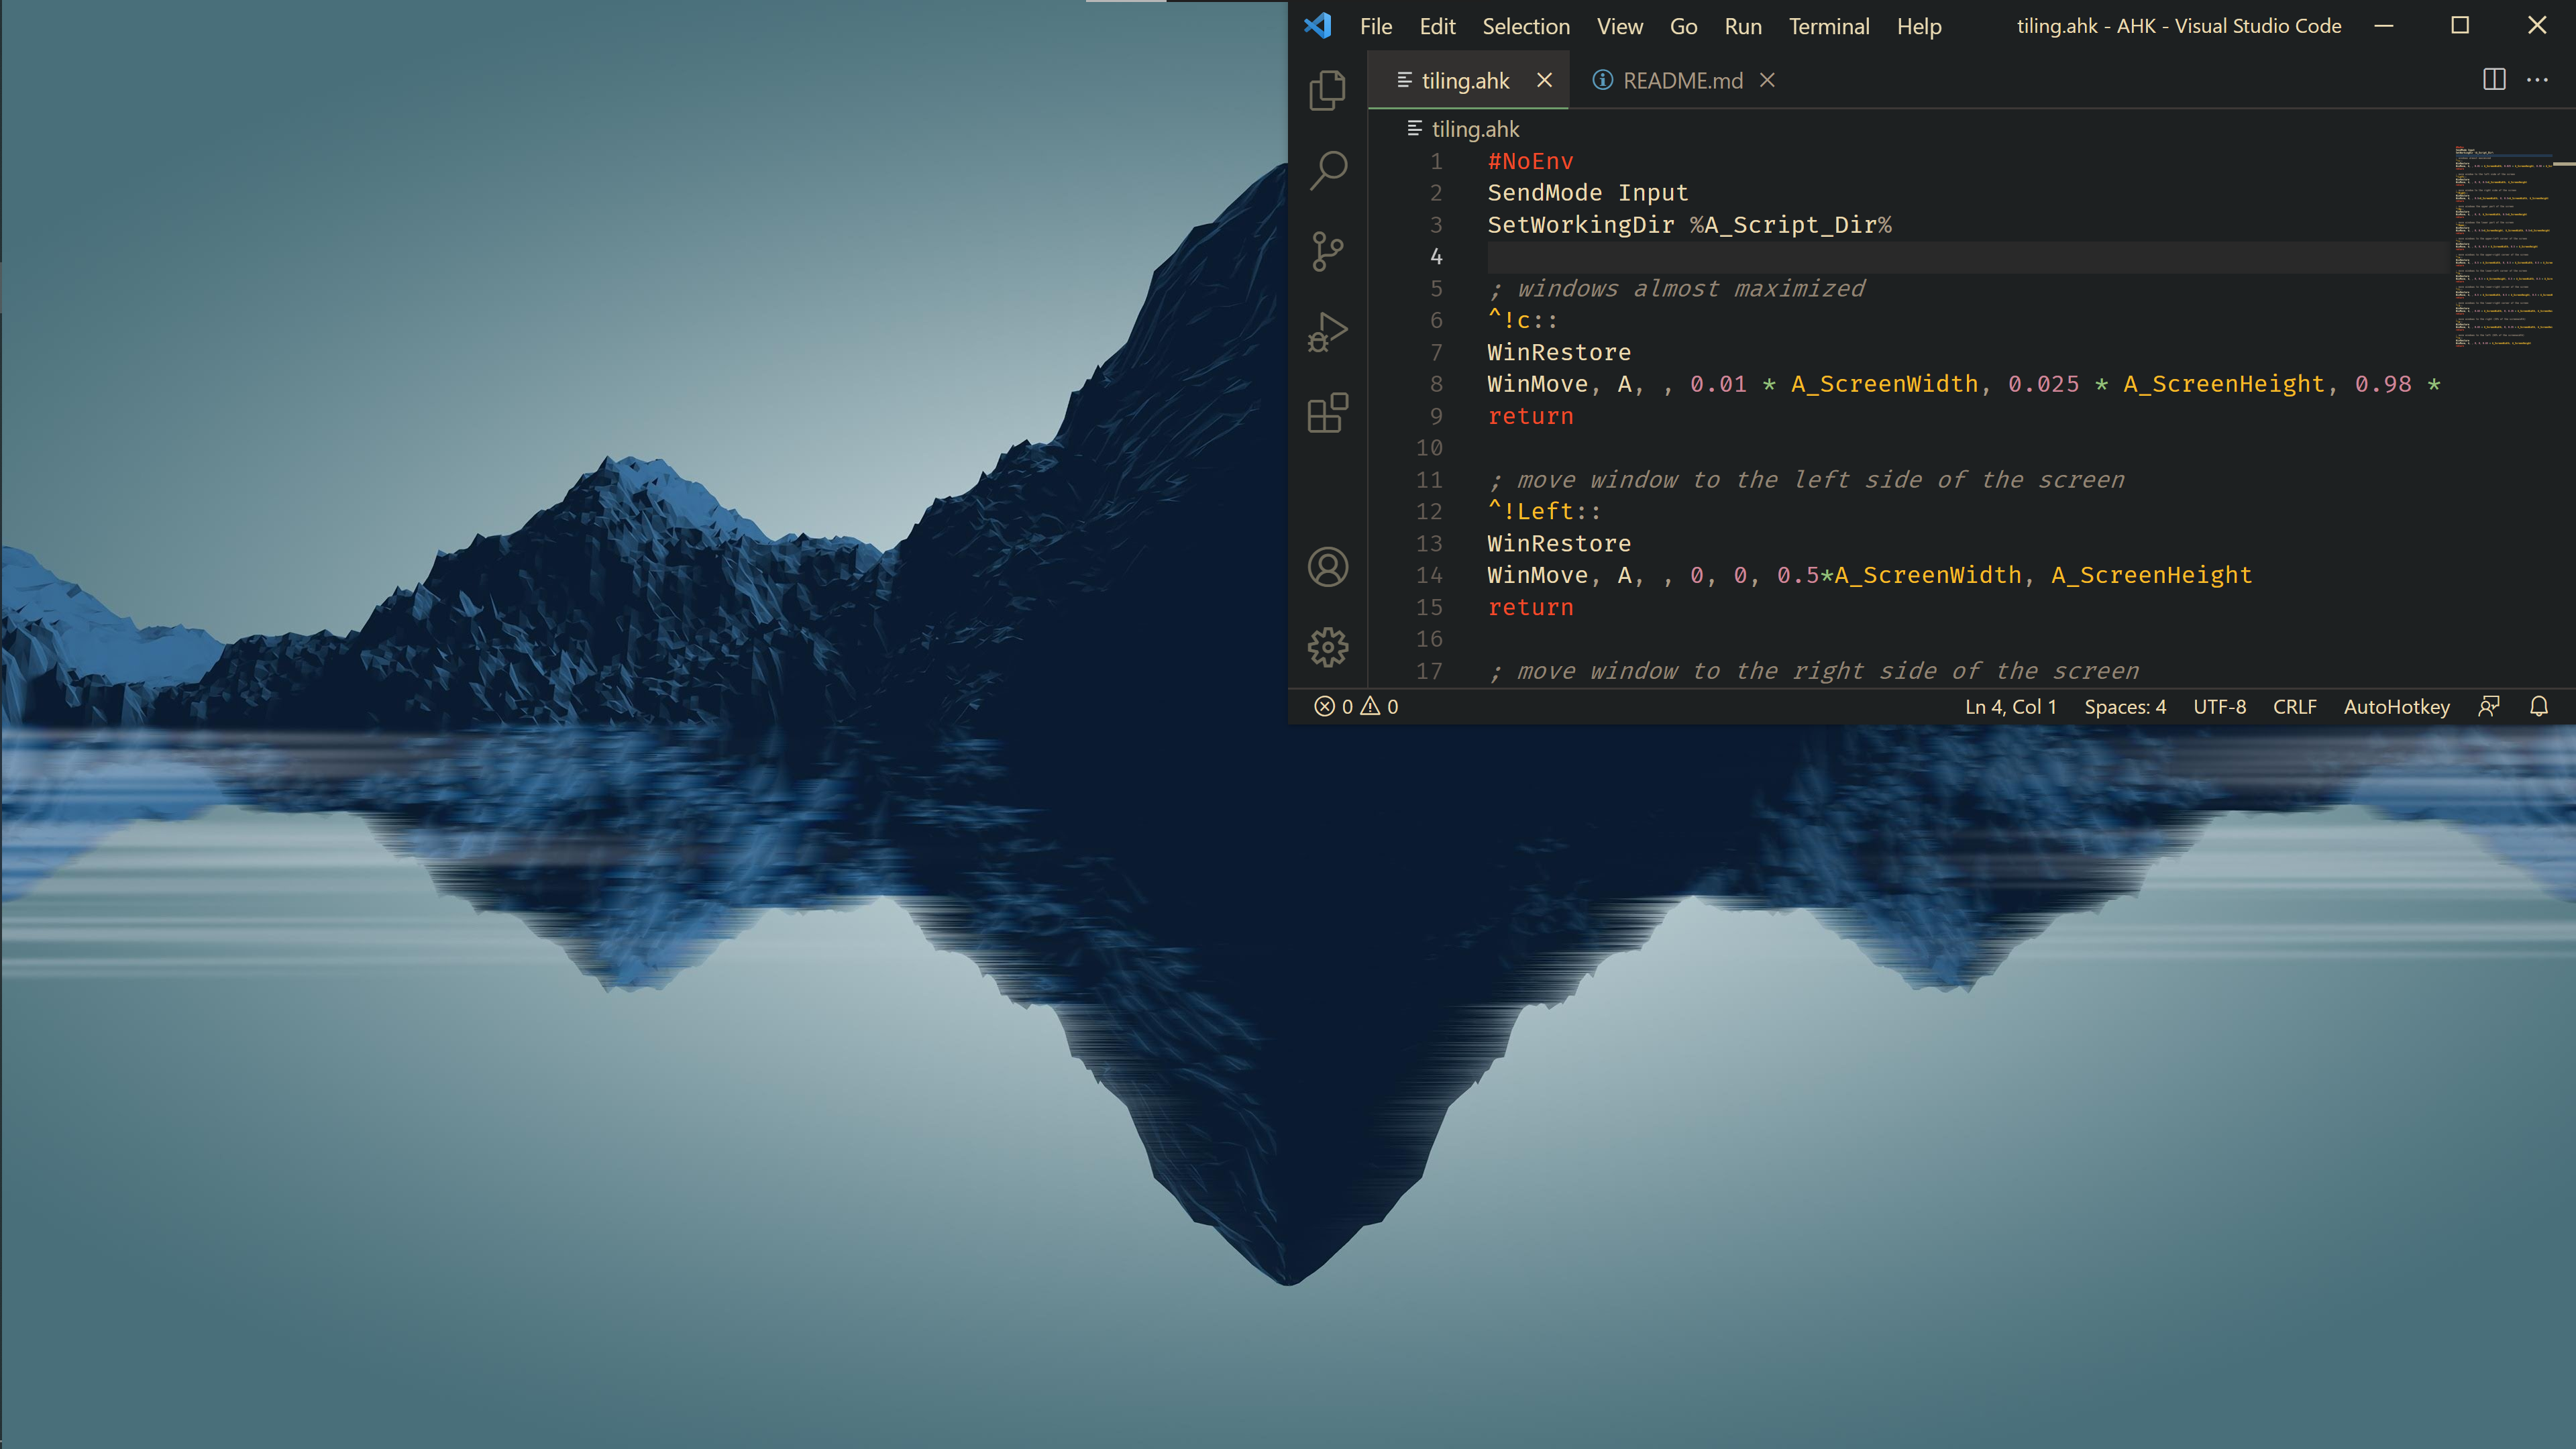 File Edit Selection View Go Run Terminal Help tiling.ahk - AHK - Visual Studio Code
tiling.ahk README.md
tiling.ahk
1 #NoEnv
2 SendMode Input
3 SetWorkingDir %A_Script_Dir%
4
5 ; windows almost maximized
6 ^!c::
7 WinRestore
8 WinMove, A, , 0.01 * A_ScreenWidth, 0.025 * A_ScreenHeight, 0.98 *
9 return
10
11 ; move window to the left side of the screen
12 ^!Left::
13 WinRestore
14 WinMove, A, , 0, 0, 0.5*A_ScreenWidth, A_ScreenHeight
15 return
16
17 ; move window to the right side of the screen
0 0 Ln 4, Col 1 Spaces: 4 UTF-8 CRLF AutoHotkey